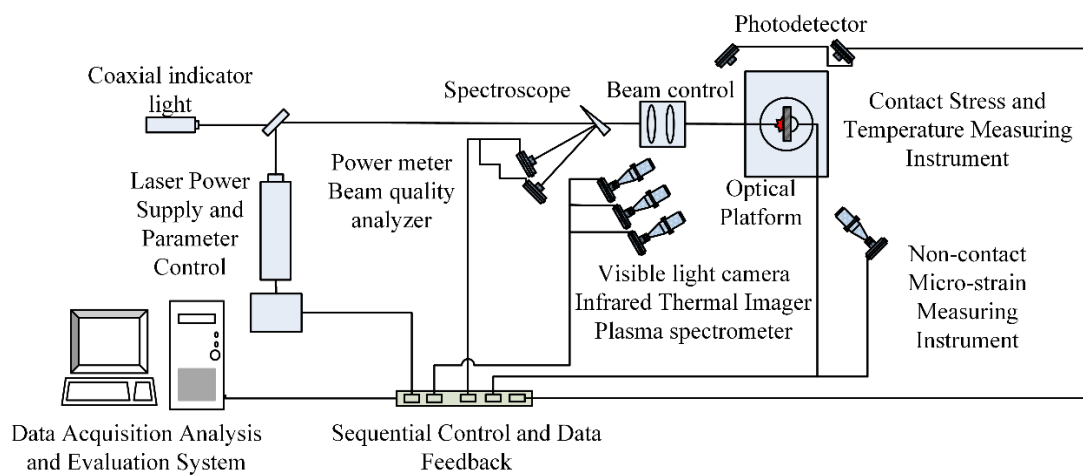 Photodetector
Coaxial indicator
light
Spectroscope
Beam control
Contact Stress and
Temperature Measuring
Instrument
Power meter
Beam quality
analyzer
Laser Power
Supply and
Parameter
Control
Optical
Platform
Non-contact
Micro-strain
Measuring
Instrument
Visible light camera
Infrared Thermal Imager
Plasma spectrometer
Data Acquisition Analysis
and Evaluation System
Sequential Control and Data
Feedback